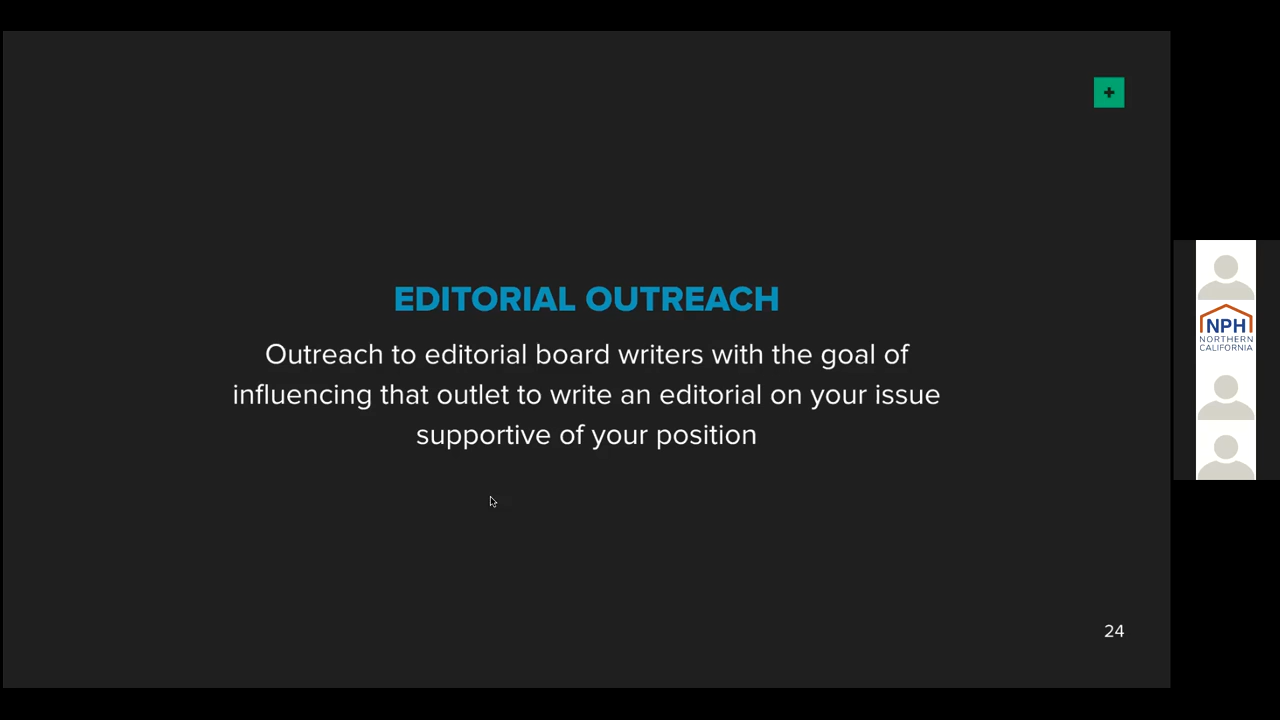 EDITORIAL OUTREACH
Outreach to editorial board writers with the goal of
influencing that outlet to write an editorial on your issue
supportive of your position
24
NPH
NORTHERN
CALIFORNIA